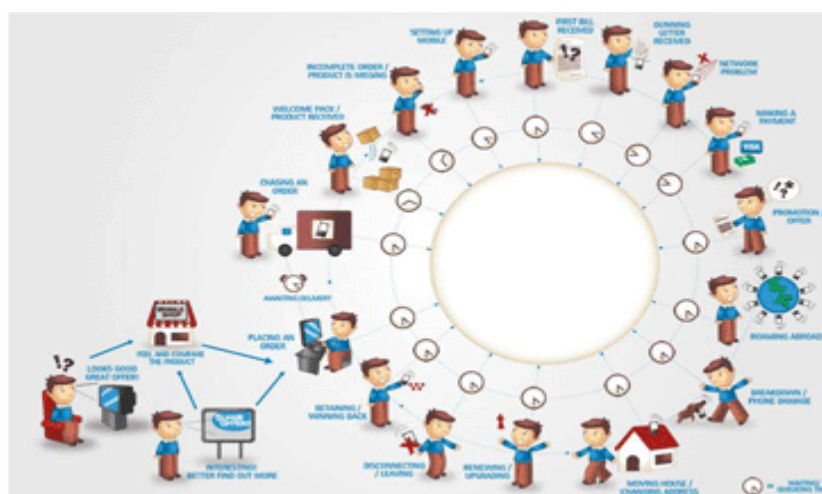 SETTING UP
MOBILE
FIRST BILL
RECEIVED
DUNNING
LETTER
RECEIVED
INCOMPLETE ORDER /
PRODUCT IS MISSING
NETWORK
PROBLEM
WELCOME PACK /
PRODUCT RECEIVED
MAKING A
PAYMENT
VISA
CHASING AN
ORDER
PROMOTION
OFFER
AWAITING DELIVERY
MOBILE
SHOP
PLACING AN
ORDER
ROAMING ABROAD
FEEL AND COMPARE
THE PRODUCT
!?
LOOKS GOOD
GREAT OFFER!
BREAKDOWN /
PHONE DAMAGE
RETAINING /
WINNING BACK
INTERESTING!
BETTER FIND OUT MORE
DISCONNECTING
/ LEAVING
RENEWING /
UPGRADING
MOVING HOUSE /
CHANGING ADDRESS
= WAITING /